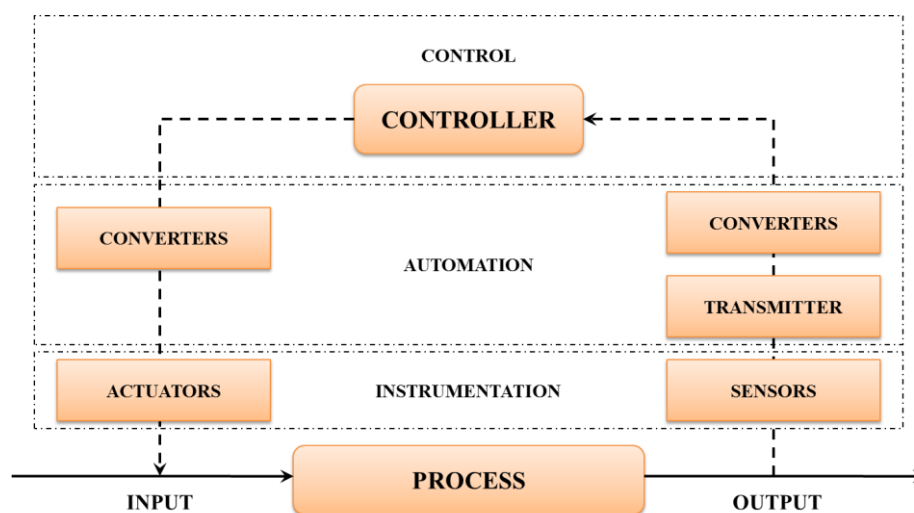 CONTROL
CONTROLLER
CONVERTERS
CONVERTERS
AUTOMATION
TRANSMITTER
ACTUATORS
INSTRUMENTATION
SENSORS
PROCESS
INPUT
OUTPUT